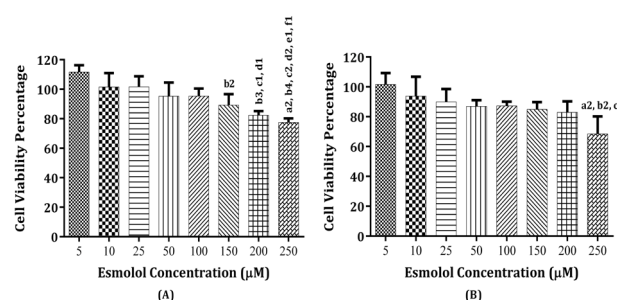 120
100
80
60
40
20
0
Cell Viability Percentage
b2
b3, c1, d1
a2, b4, c2, d2, e1, f1
5 10 25 50 100 150 200 250
Esmolol Concentration (µM)
(A)
120
100
80
60
40
20
0
Cell Viability Percentage
a2, b2, c
5 10 25 50 100 150 200 250
Esmolol Concentration (µM)
(B)